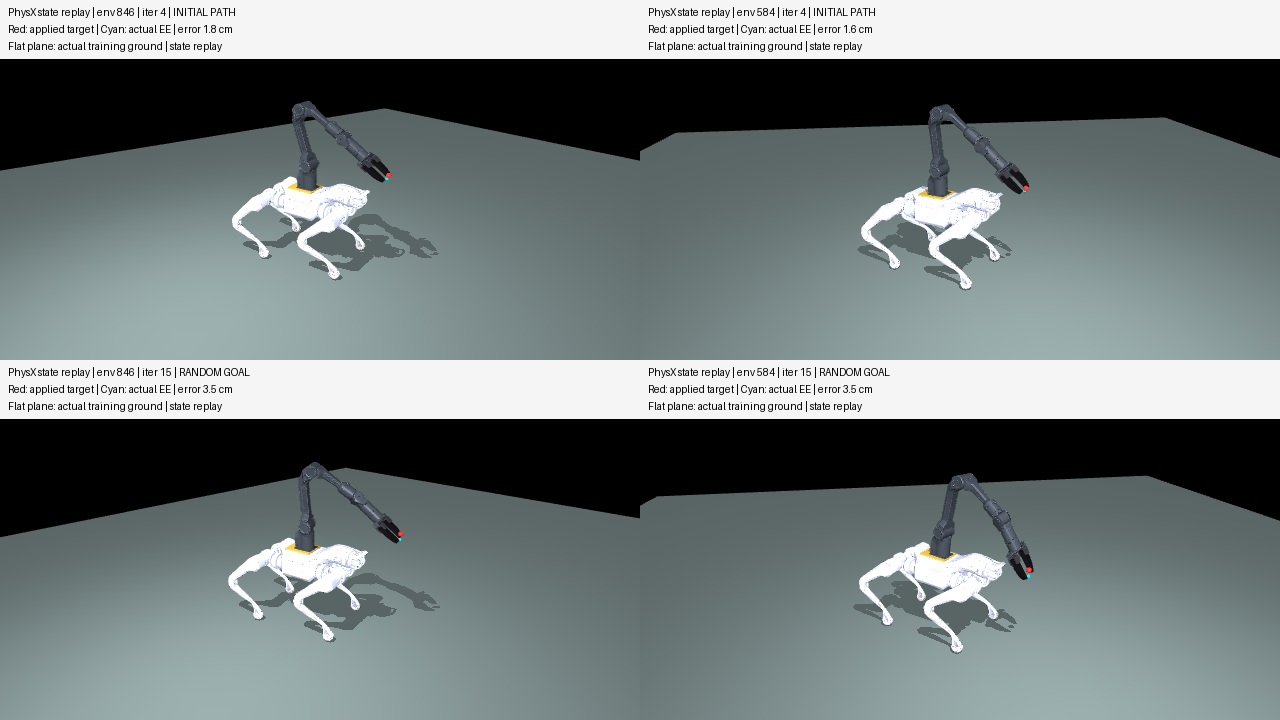 PhysX state replay | env 846 | iter 4 | INITIAL PATH
Red: applied target | Cyan: actual EE | error 1.8 cm
Flat plane: actual training ground | state replay
PhysX state replay | env 584 | iter 4 | INITIAL PATH
Red: applied target | Cyan: actual EE | error 1.6 cm
Flat plane: actual training ground | state replay
PhysX state replay | env 846 | iter 15 | RANDOM GOAL
Red: applied target | Cyan: actual EE | error 3.5 cm
Flat plane: actual training ground | state replay
PhysX state replay | env 584 | iter 15 | RANDOM GOAL
Red: applied target | Cyan: actual EE | error 3.5 cm
Flat plane: actual training ground | state replay